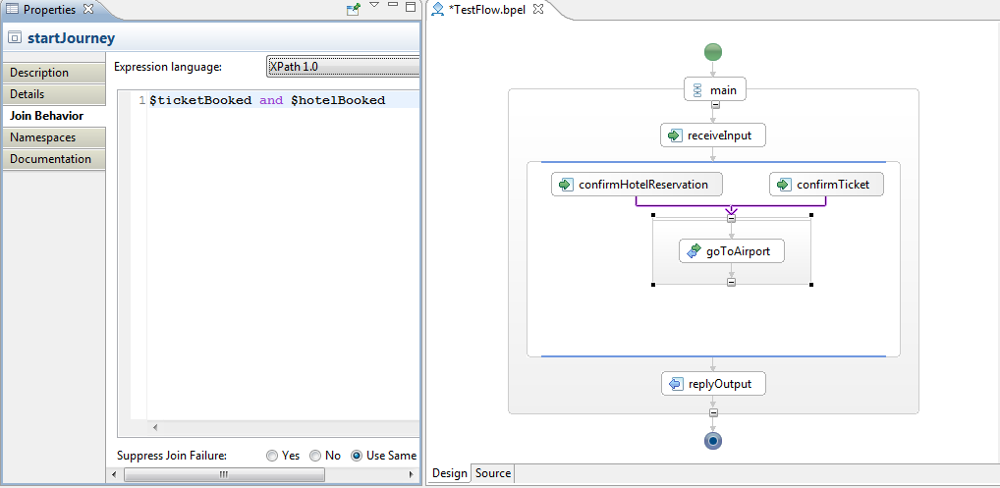 Properties
startJourney
Description
Details
Join Behavior
Namespaces
Documentation
Expression language:
XPath 1.0
1 $ticketBooked and $hotelBooked
Suppress Join Failure:
Yes
No
Use Same
*TestFlow.bpel
main
receiveInput
confirmHotelReservation
confirmTicket
goToAirport
replyOutput
Design
Source